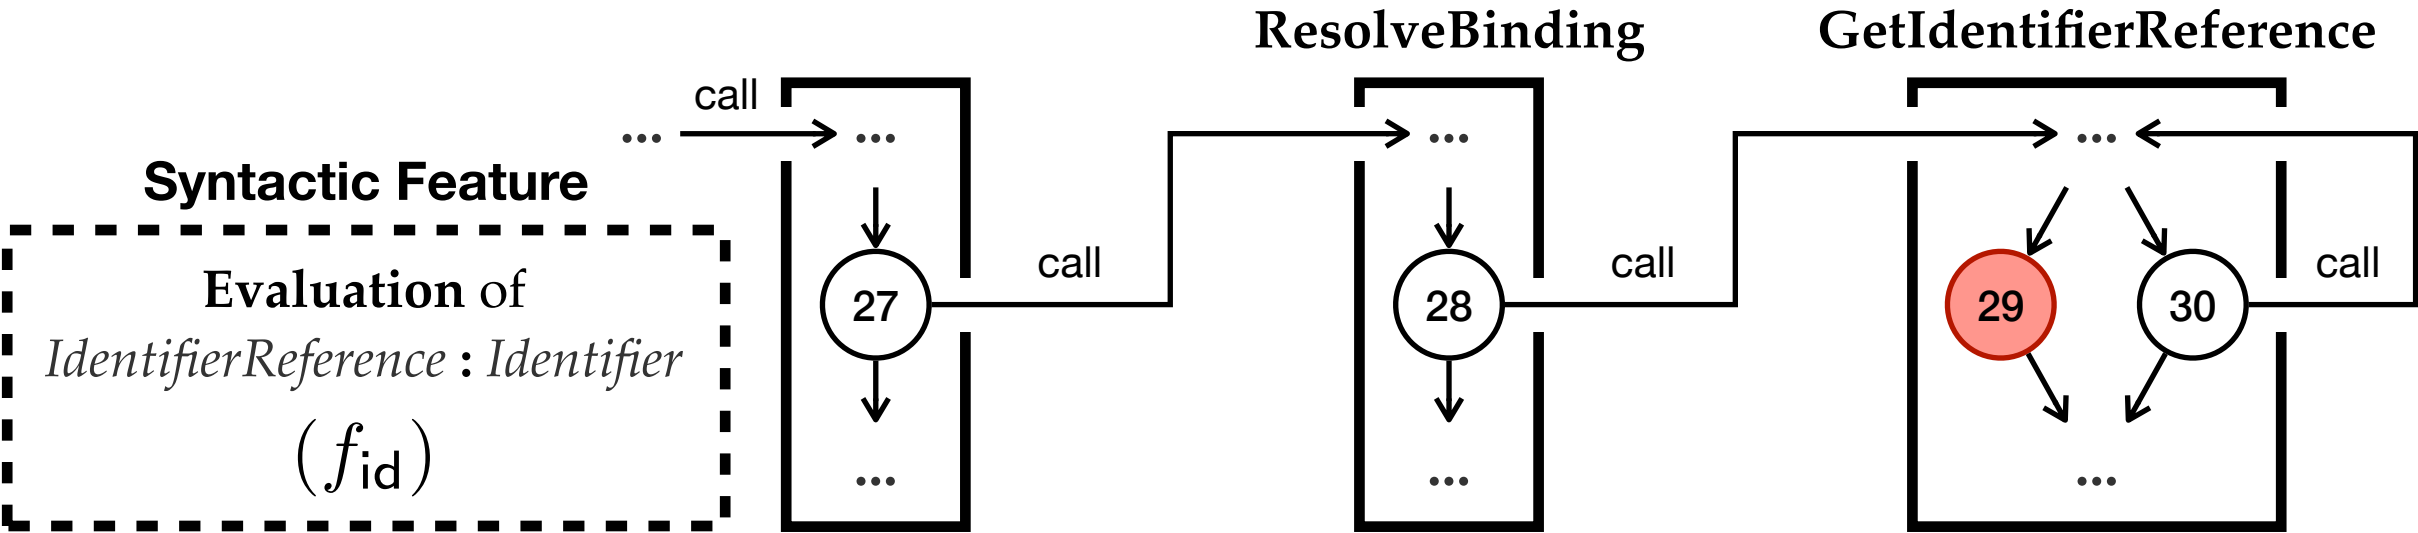 ResolveBinding
GetIdentifierReference
call
... ... ... ...
Syntactic Feature
Evaluation of
IdentifierReference : Identifier
(fid)
27
call
28
call
29
30
call
... ... ...